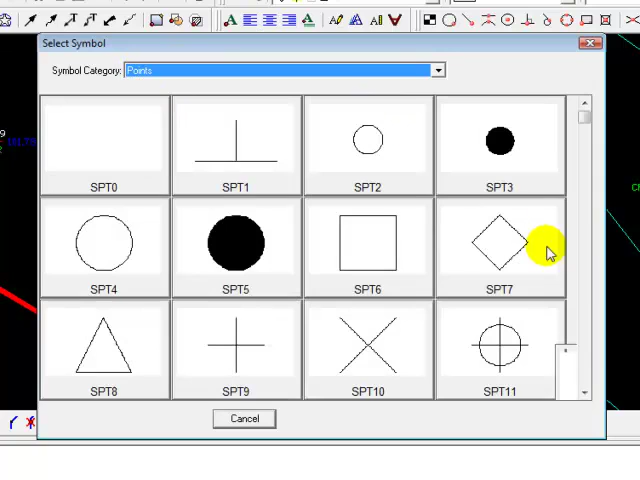 Select Symbol
Symbol Category: Points
SPT0 SPT1 SPT2 SPT3
SPT4 SPT5 SPT6 SPT7
SPT8 SPT9 SPT10 SPT11
Cancel